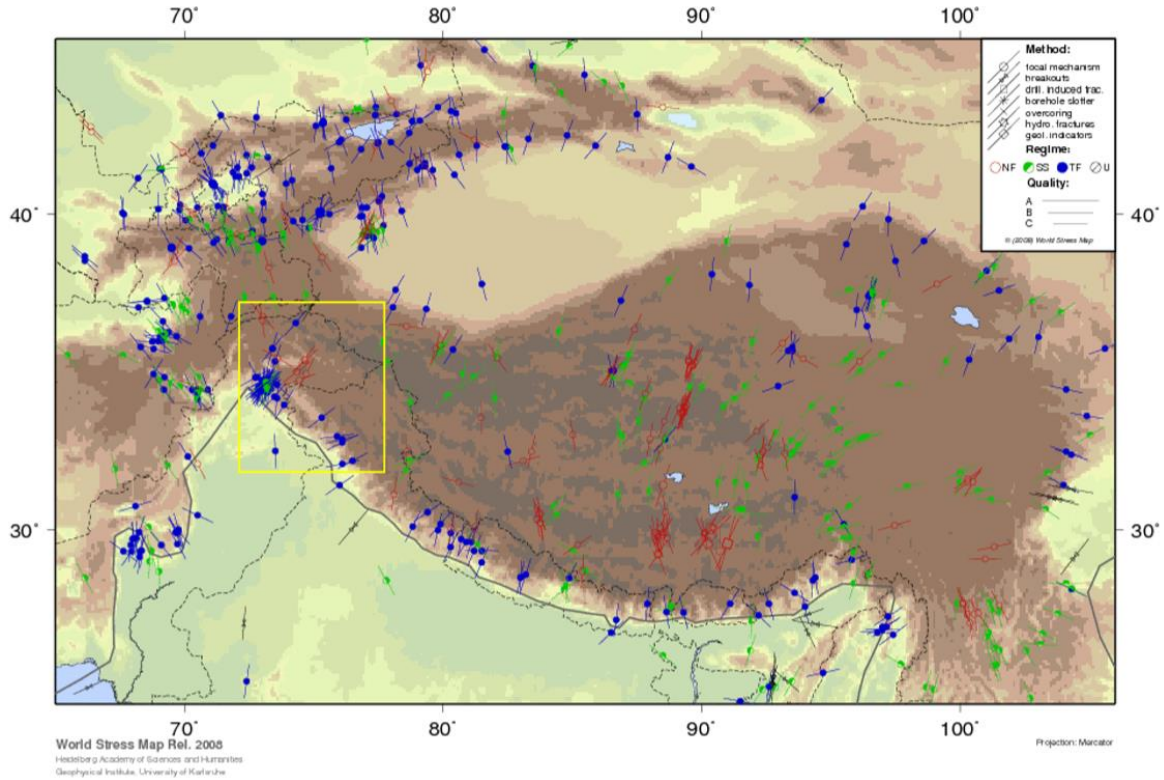 70° 80° 90° 100°
Method:
focal mechanism
breakouts
drill. induced frac.
borehole slotter
overcoring
hydro. fractures
geol. indicators
Regime:
NF SS TF U
Quality:
A
B
C
© (2008) World Stress Map
40° 40°
30° 30°
70° 80° 90° 100°
World Stress Map Rel. 2008
Projection: Mercator
Heidelberg Academy of Sciences and Humanities
Geophysical Institute, University of Karlsruhe